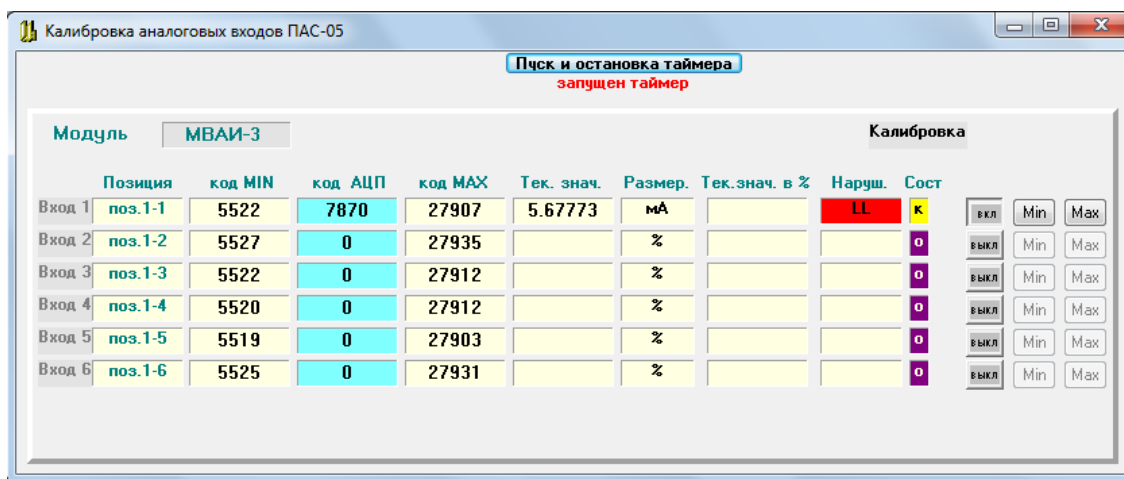 Калибровка аналоговых входов ПАС-05
Пуск и остановка таймера
запущен таймер
Модуль МВАИ-3 Калибровка
Позиция код MIN код АЦП код MAX Тек. знач. Размер. Тек.знач. в % Наруш. Сост
Вход 1 поз.1-1 5522 7870 27907 5.67773 мА LL к вкл Min Max
Вход 2 поз.1-2 5527 0 27935 % о выкл Min Max
Вход 3 поз.1-3 5522 0 27912 % о выкл Min Max
Вход 4 поз.1-4 5520 0 27912 % о выкл Min Max
Вход 5 поз.1-5 5519 0 27903 % о выкл Min Max
Вход 6 поз.1-6 5525 0 27931 % о выкл Min Max